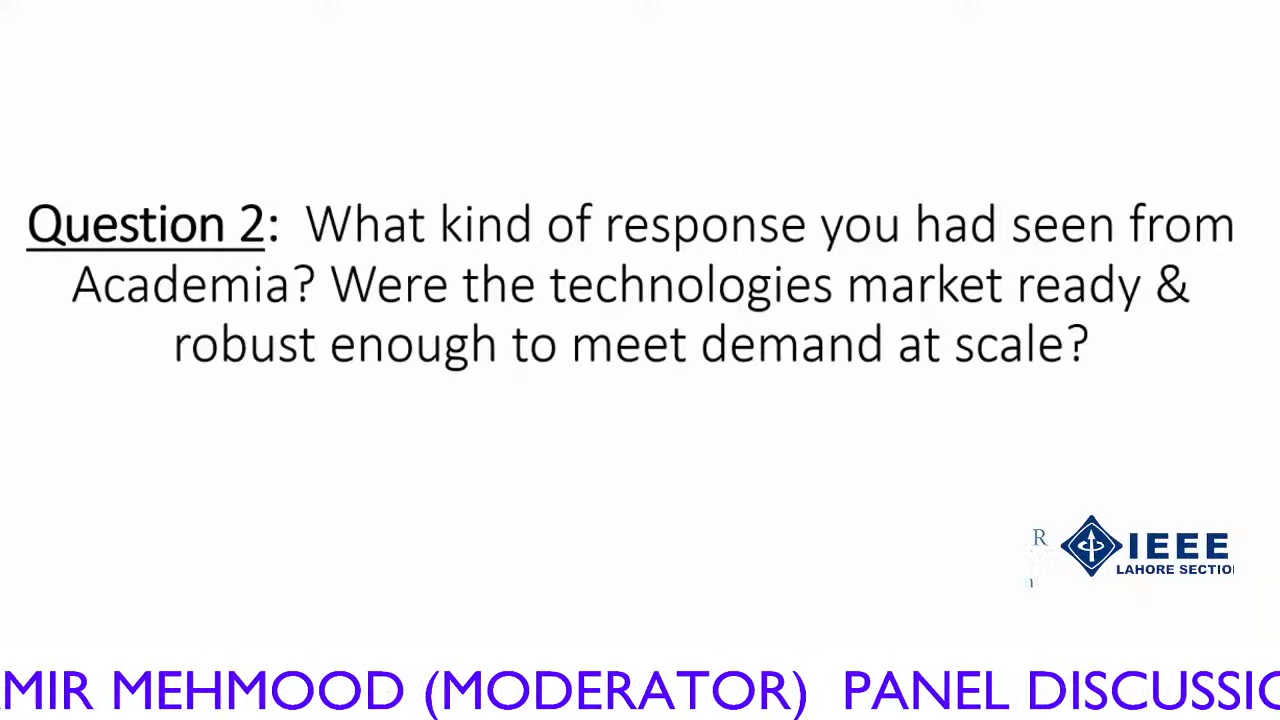 Question 2: What kind of response you had seen from
Academia? Were the technologies market ready &
robust enough to meet demand at scale?
R
IEEE
LAHORE SECTIO
MIR MEHMOOD (MODERATOR) PANEL DISCUSSIO